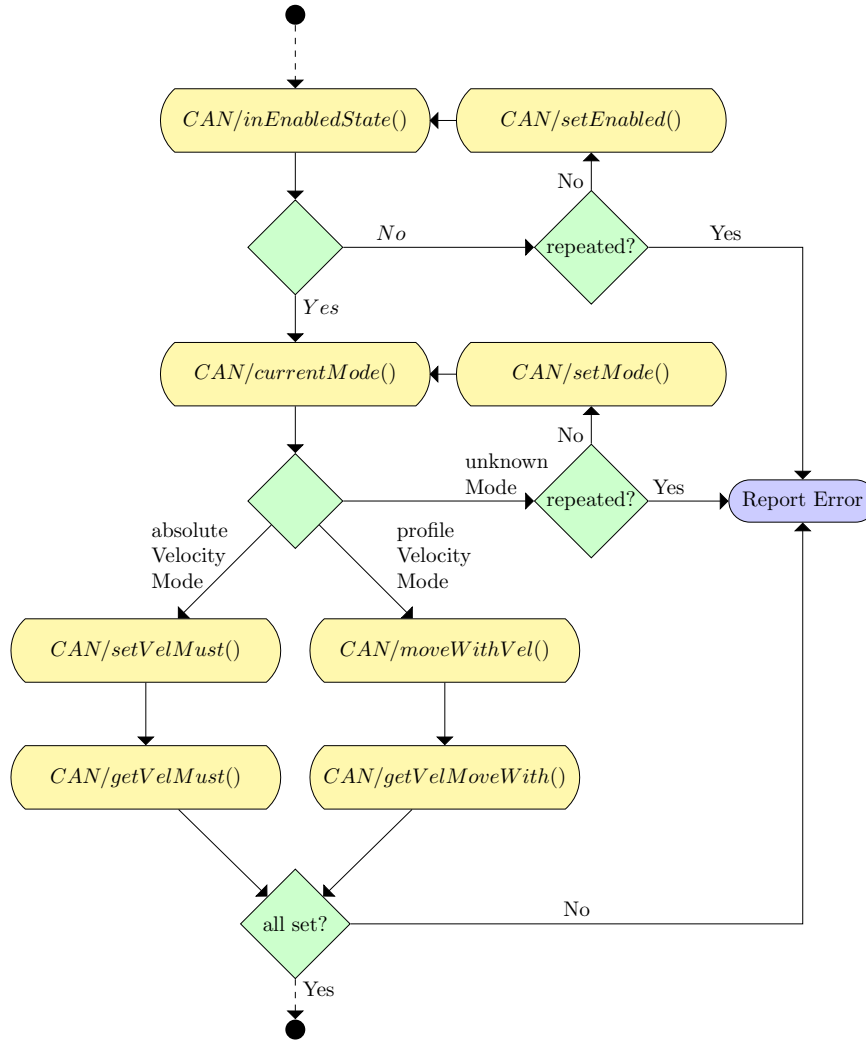 CAN/inEnabledState()
CAN/setEnabled()
No
No
repeated?
Yes
Yes
CAN/currentMode()
CAN/setMode()
No
unknown
Mode
repeated?
Yes
Report Error
absolute
Velocity
Mode
profile
Velocity
Mode
CAN/setVelMust()
CAN/moveWithVel()
CAN/getVelMust()
CAN/getVelMoveWith()
all set?
No
Yes